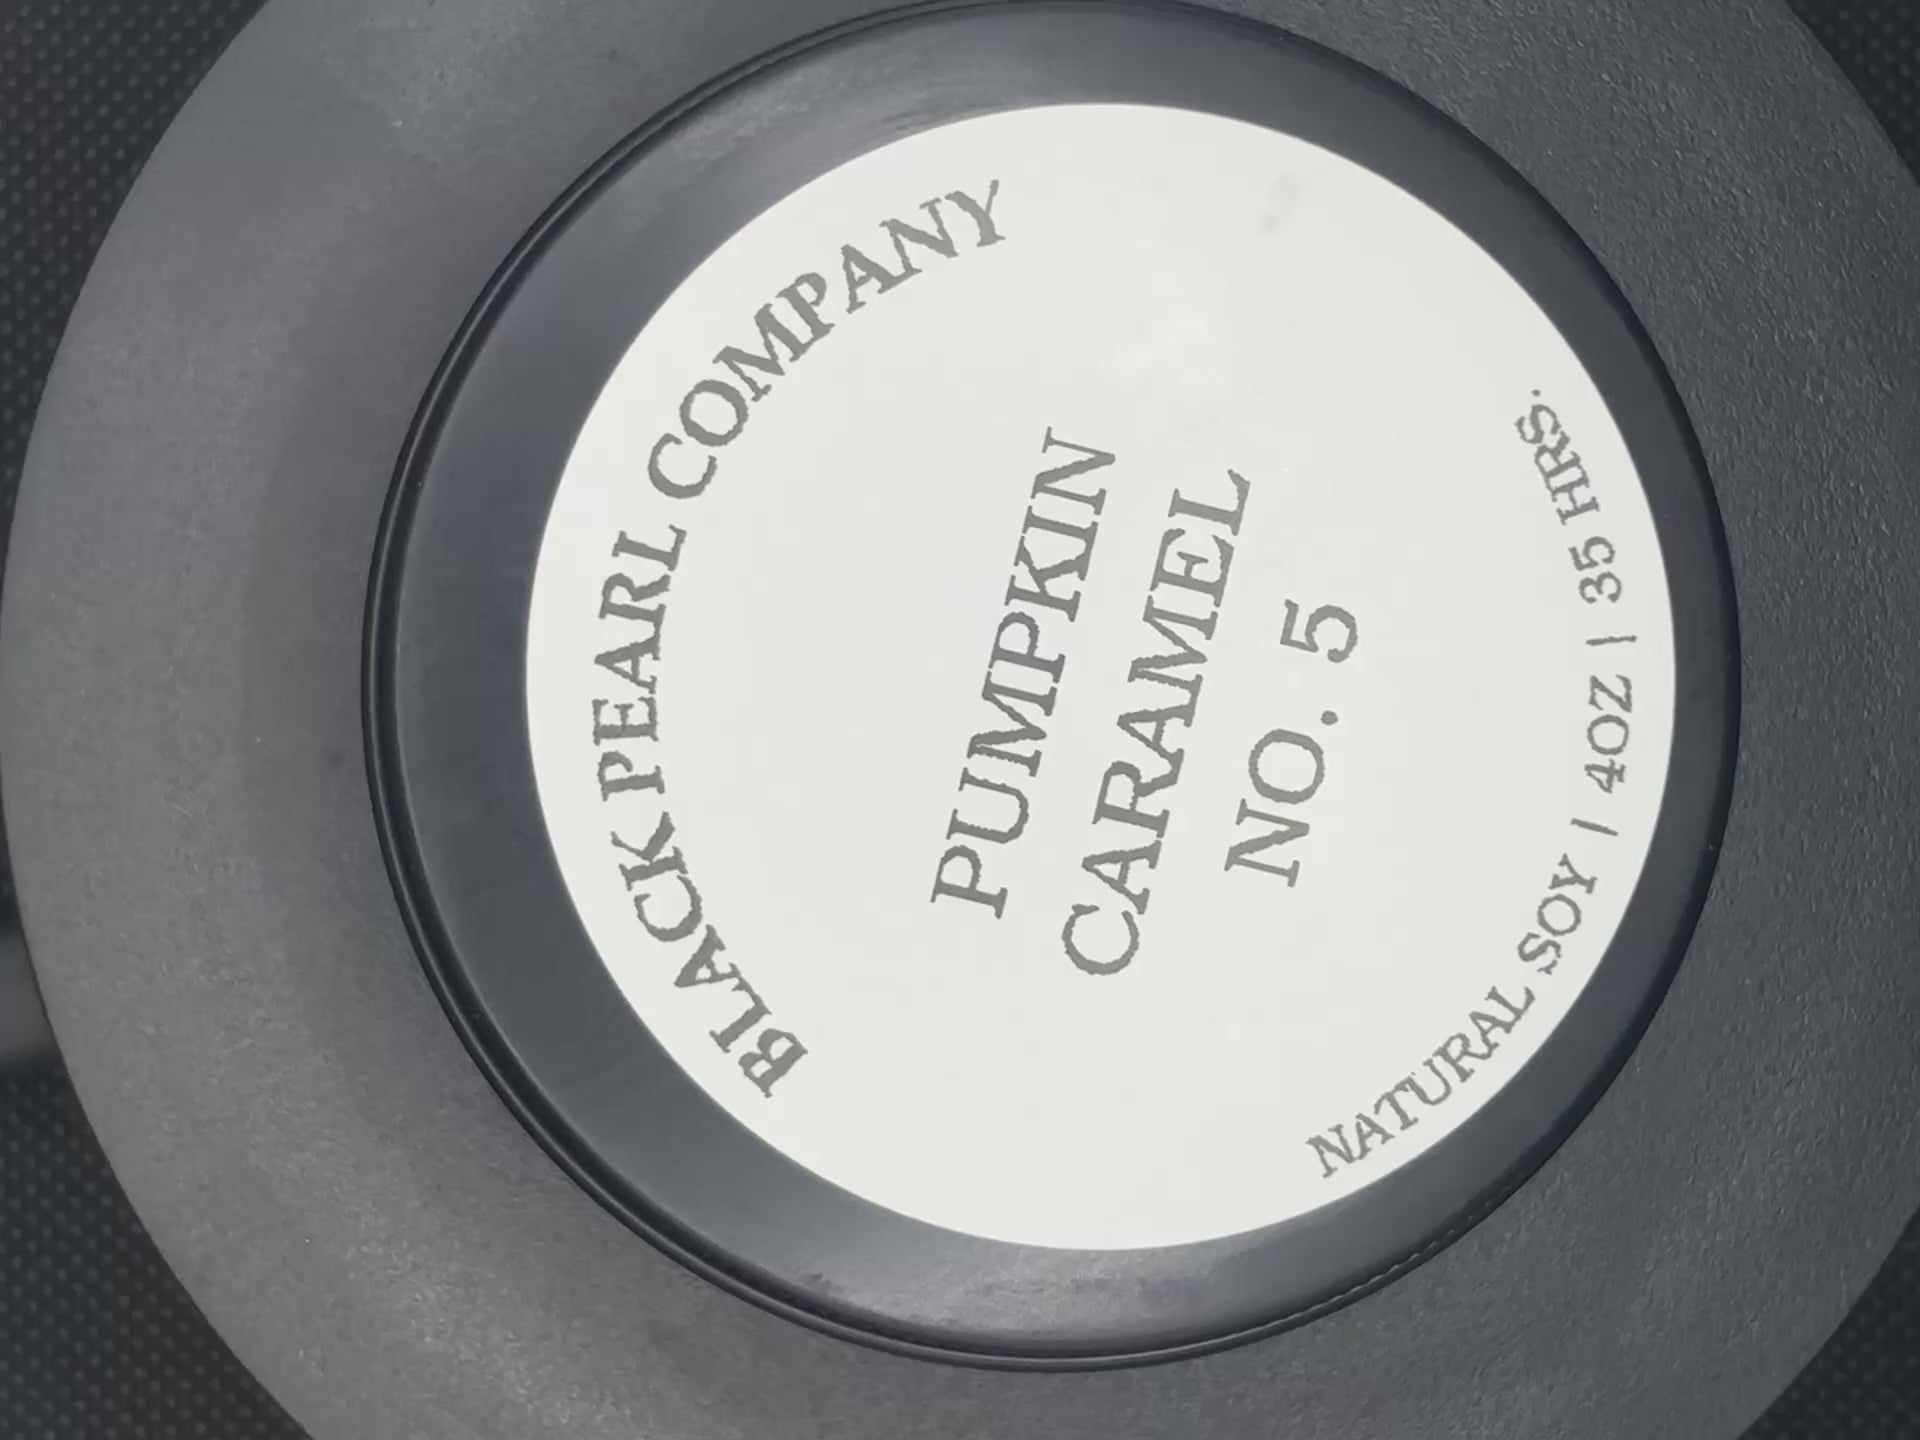 BLACK PEARL COMPANY
PUMPKIN
CARAMEL
NO. 5
NATURAL SOY | 4OZ | 35 HRS.